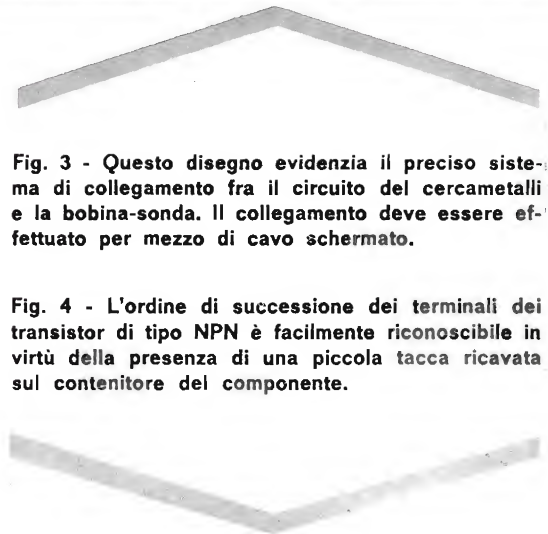 Fig. 3 - Questo disegno evidenzia il preciso siste-
ma di collegamento fra il circuito del cercametalli
e la bobina-sonda. Il collegamento deve essere ef-
fettuato per mezzo di cavo schermato.
Fig. 4 - L'ordine di successione dei terminali dei
transistor di tipo NPN è facilmente riconoscibile in
virtù della presenza di una piccola tacca ricavata
sul contenitore del componente.